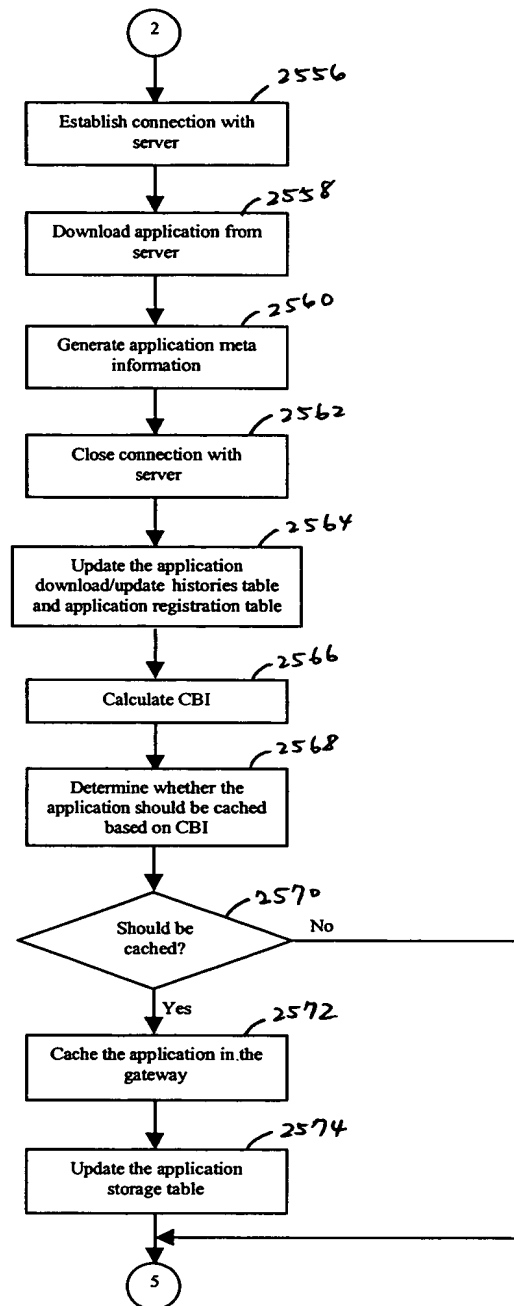 2
2556
Establish connection with
server
2558
Download application from
server
2560
Generate application meta
information
2562
Close connection with
server
2564
Update the application
download/update histories table
and application registration table
2566
Calculate CBI
2568
Determine whether the
application should be cached
based on CBI
2570
Should be
cached?
No
Yes
2572
Cache the application in the
gateway
2574
Update the application
storage table
5